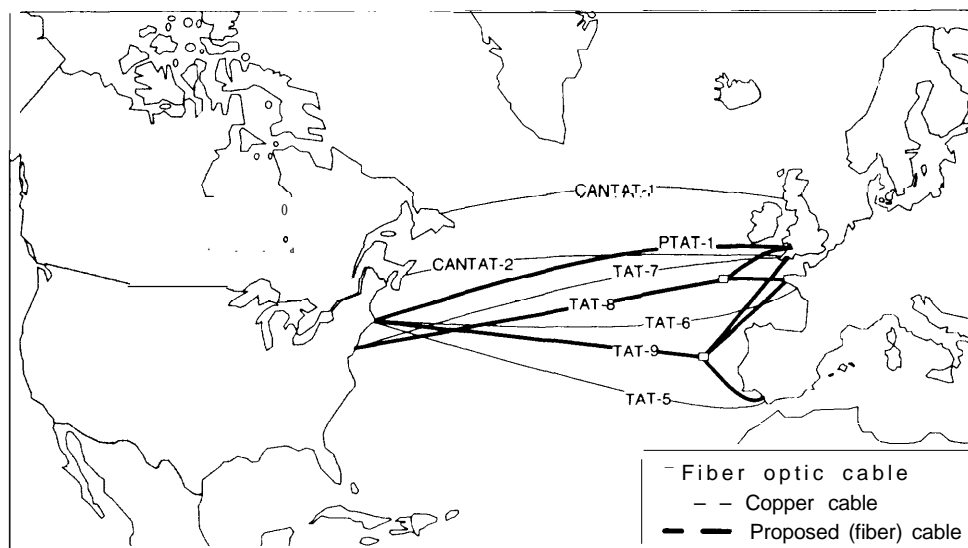 CANTAT-1
PTAT-1
CANTAT-2
TAT-7
TAT-8
TAT-6
TAT-9
TAT-5
Fiber optic cable
Copper cable
Proposed (fiber) cable